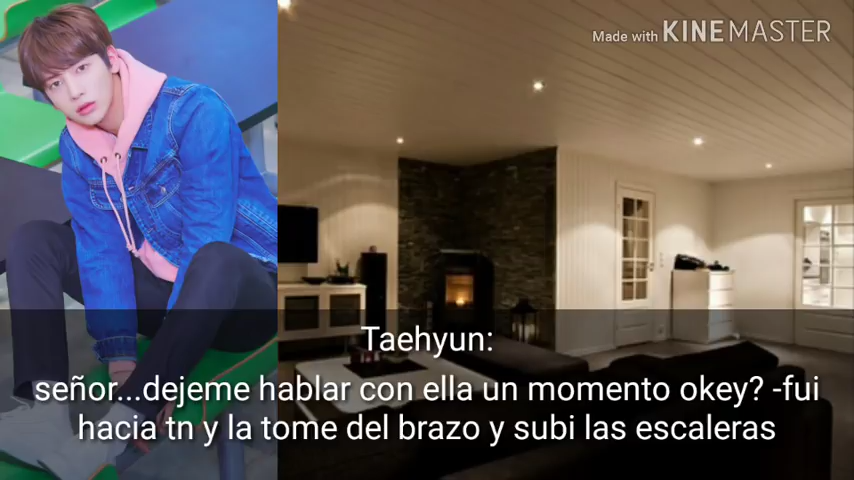 Made with KINEMASTER
Taehyun:
señor...dejeme hablar con ella un momento okey? -fui
hacia tn y la tome del brazo y subi las escaleras